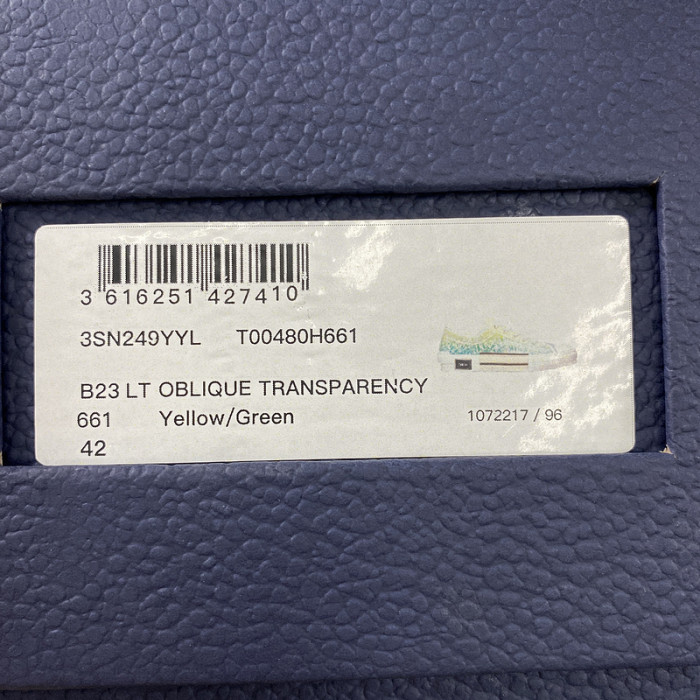 3 616251 427410
3SN249YYL T00480H661
B23 LT OBLIQUE TRANSPARENCY
661 Yellow/Green
1072217 / 96
42